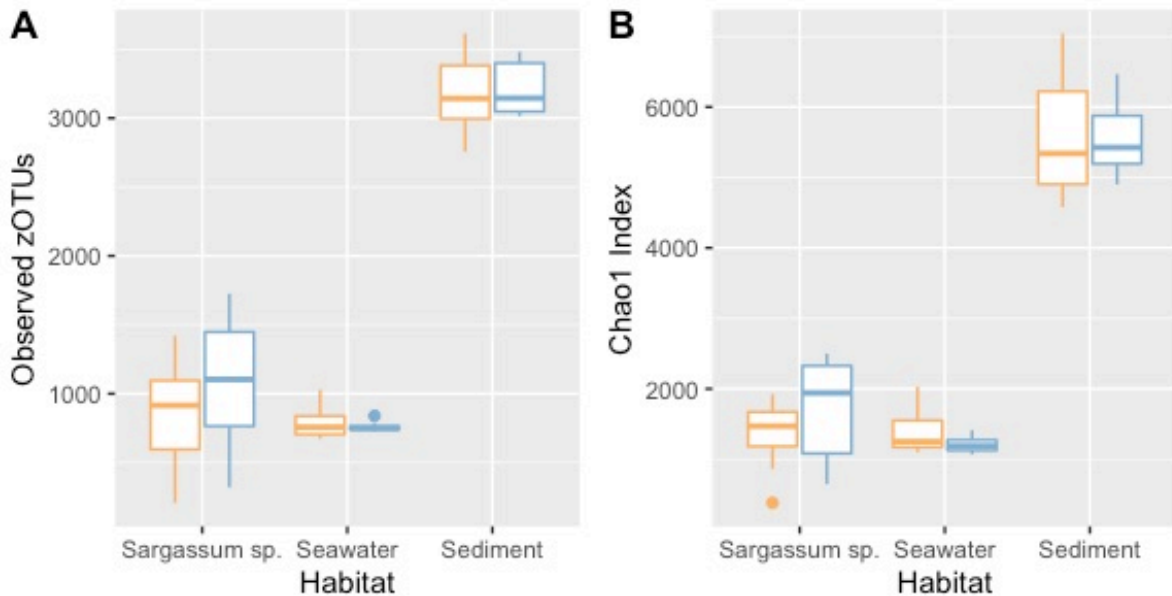 A
Observed zOTUs
3000
2000
1000
Sargassum sp. Seawater Sediment
Habitat
B
Chao1 Index
6000
4000
2000
Sargassum sp. Seawater Sediment
Habitat